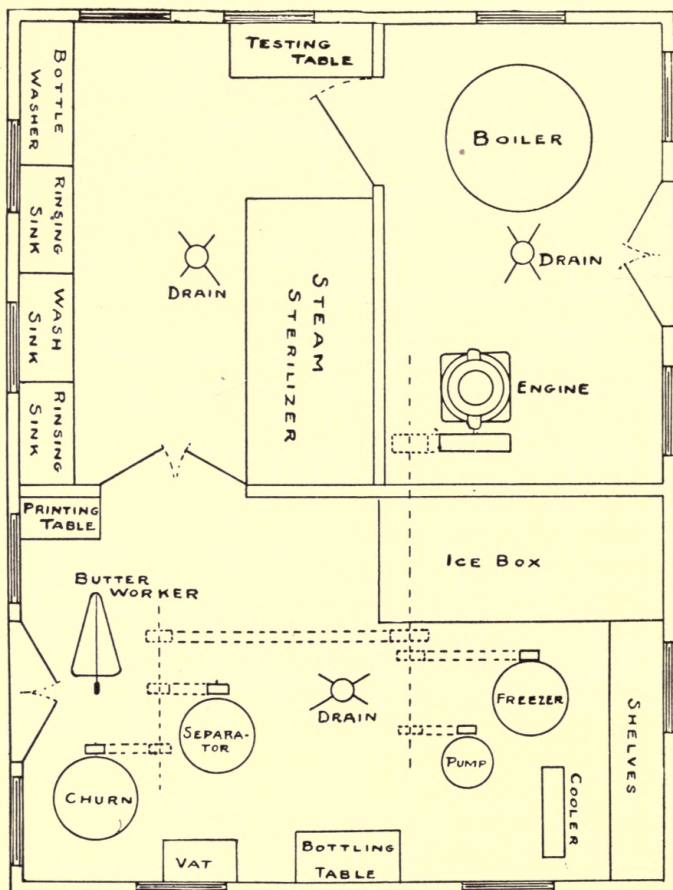 TESTING
TABLE
BOTTLE
WASHER
BOILER
RINSING
SINK
DRAIN
DRAIN
STEAM
STERILIZER
WASH
SINK
ENGINE
RINSING
SINK
PRINTING
TABLE
ICE BOX
BUTTER
WORKER
FREEZER
SHELVES
DRAIN
SEPARA-
TOR
PUMP
COOLER
CHURN
VAT
BOTTLING
TABLE